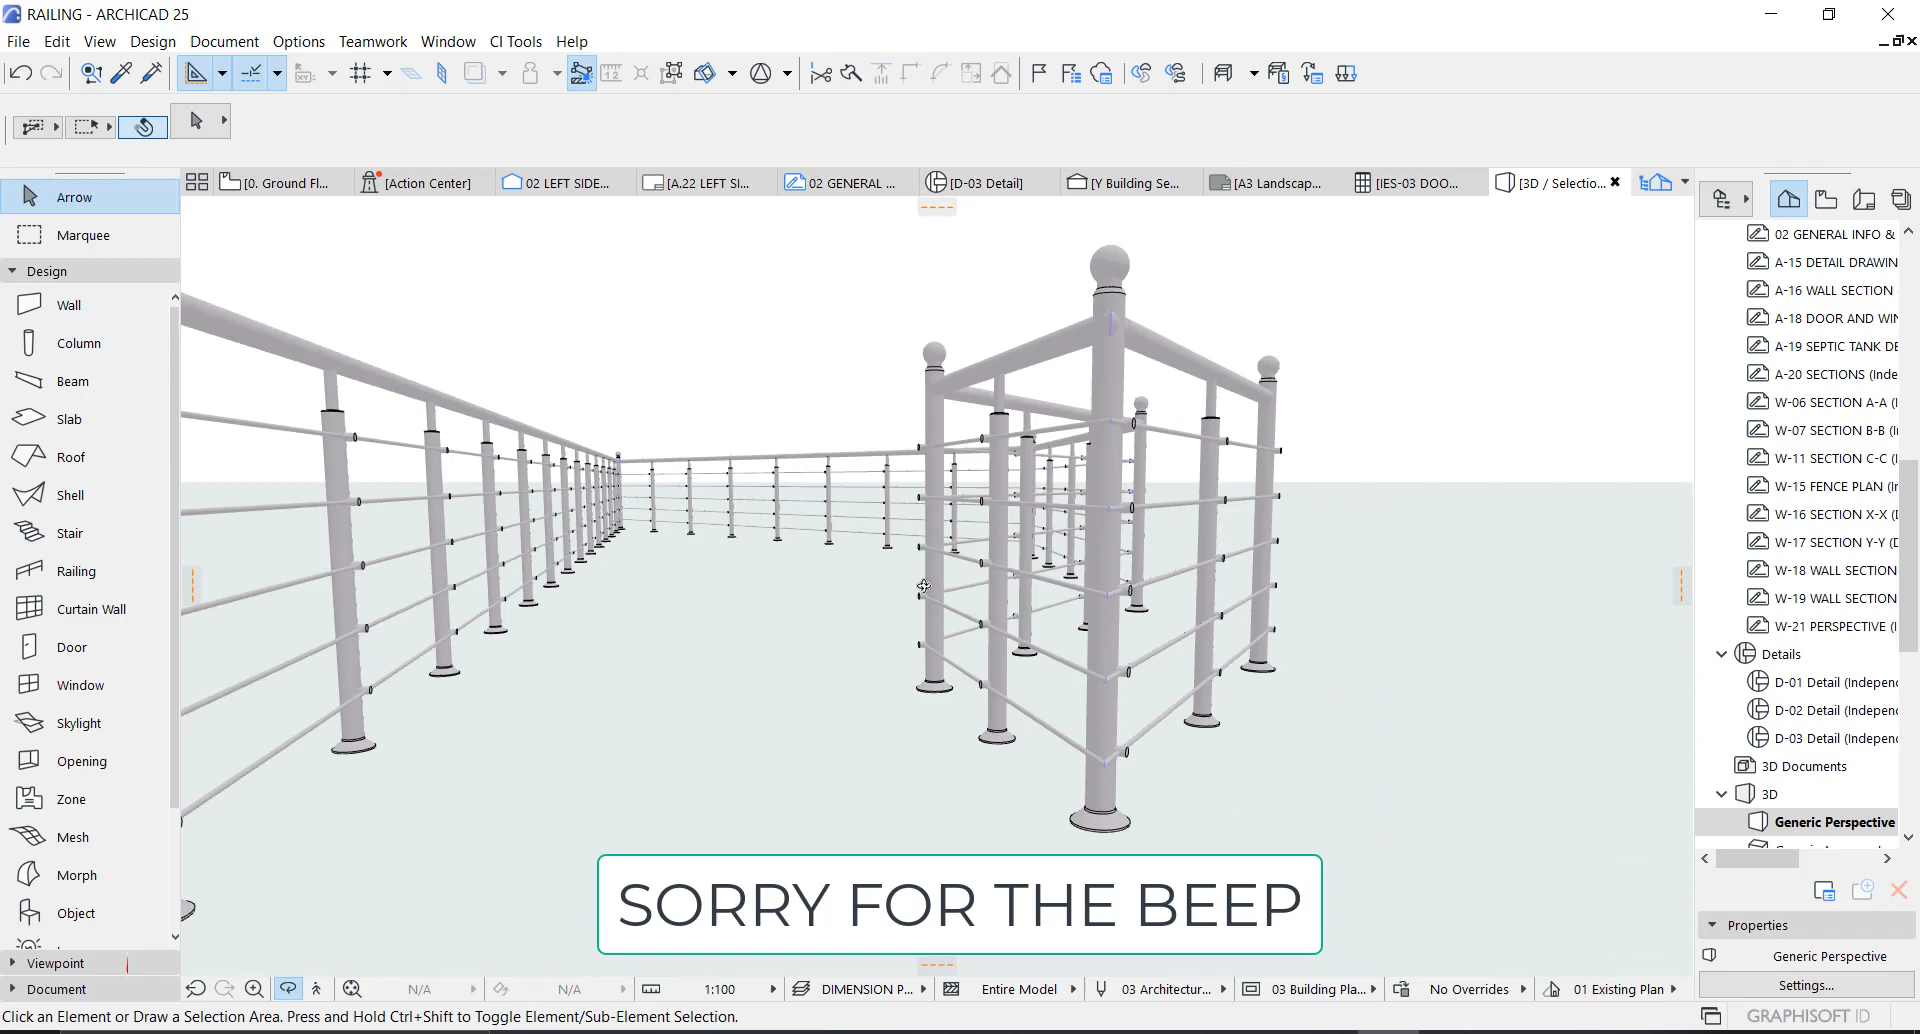 RAILING - ARCHICAD 25
File Edit View Design Document Options Teamwork Window CI Tools Help
[0. Ground Fl... [Action Center] 02 LEFT SIDE... [A.22 LEFT SI... 02 GENERAL ... [D-03 Detail] [Y Building Se... [A3 Landscap... [IES-03 DOO... [3D / Selectio...
Arrow
Marquee
Design
Wall
Column
Beam
Slab
Roof
Shell
Stair
Railing
Curtain Wall
Door
Window
Skylight
Opening
Zone
Mesh
Morph
Object
Viewpoint
Document
02 GENERAL INFO &
A-15 DETAIL DRAWIN
A-16 WALL SECTION
A-18 DOOR AND WIN
A-19 SEPTIC TANK DE
A-20 SECTIONS (Inde
W-06 SECTION A-A (I
W-07 SECTION B-B (I
W-11 SECTION C-C (I
W-15 FENCE PLAN (I
W-16 SECTION X-X (D
W-17 SECTION Y-Y (D
W-18 WALL SECTION
W-19 WALL SECTION
W-21 PERSPECTIVE (I
Details
D-01 Detail (Indepen
D-02 Detail (Indepen
D-03 Detail (Indepen
3D Documents
3D
Generic Perspective
Properties
Generic Perspective
Settings...
SORRY FOR THE BEEP
N/A N/A 1:100 DIMENSION P... Entire Model 03 Architectur... 03 Building Pla... No Overrides 01 Existing Plan
Click an Element or Draw a Selection Area. Press and Hold Ctrl+Shift to Toggle Element/Sub-Element Selection.
GRAPHISOFT ID